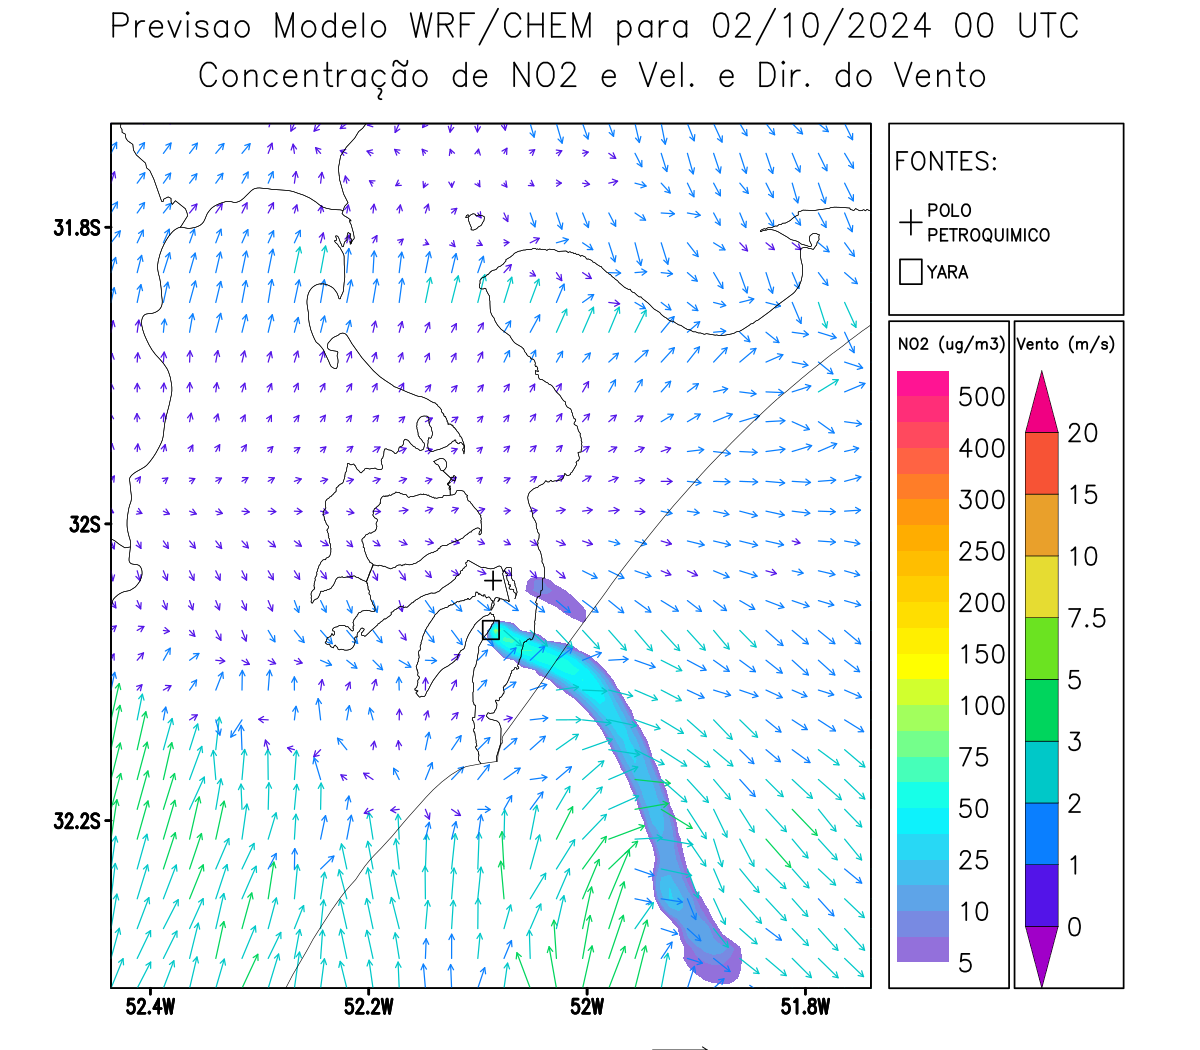 Previsao Modelo WRF/CHEM para 02/10/2024 00 UTC
Concentração de NO2 e Vel. e Dir. do Vento
FONTES:
POLO
PETROQUIMICO
YARA
NO2 (ug/m3)
500
400
300
250
200
150
100
75
50
25
10
5
Vento (m/s)
20
15
10
7.5
5
3
2
1
0
31.8S
32S
32.2S
52.4W
52.2W
52W
51.8W